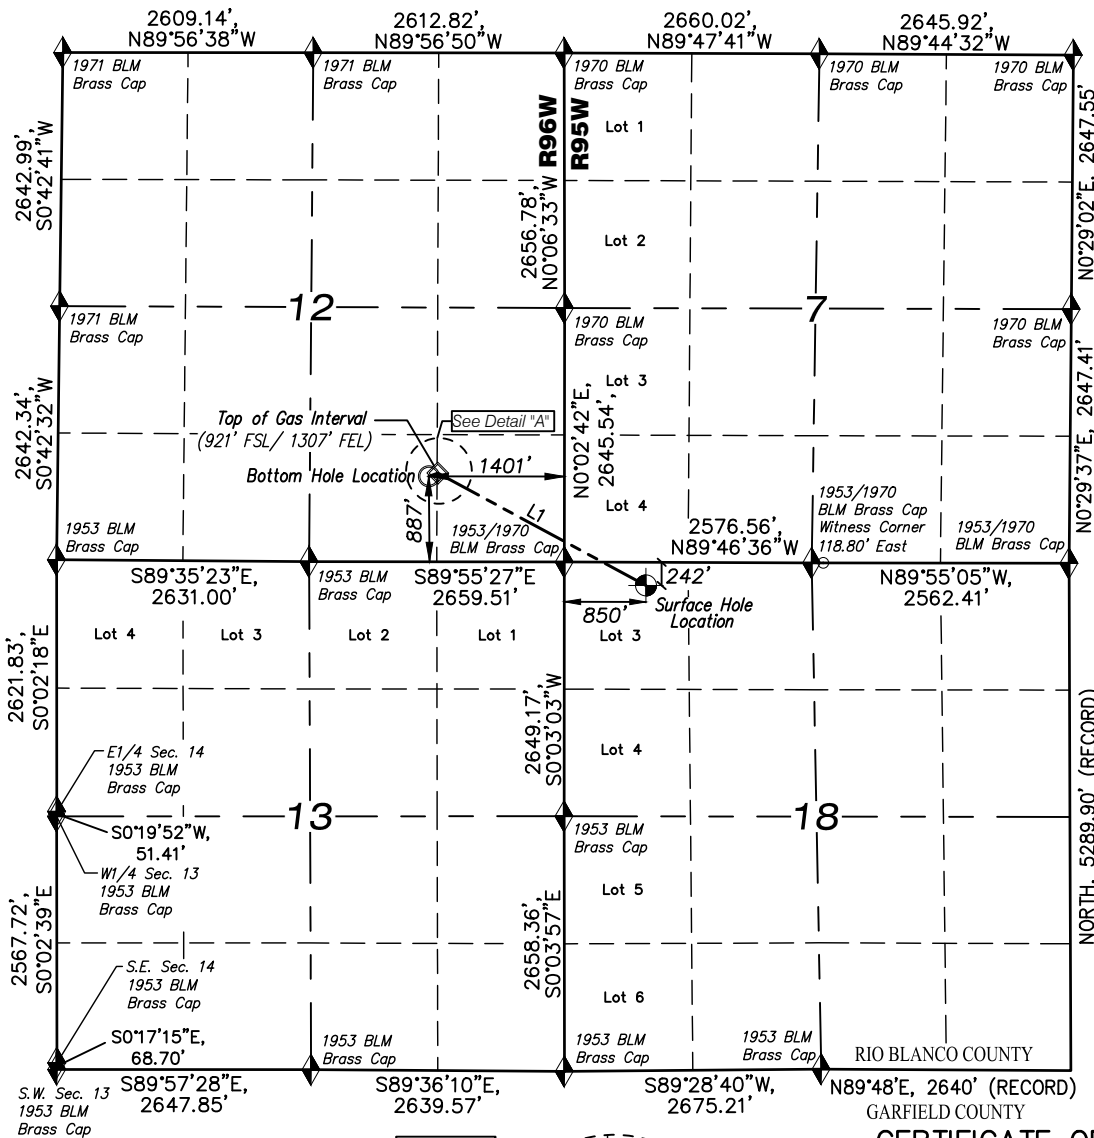 2609.14',
N89°56'38"W
2612.82',
N89°56'50"W
2660.02',
N89°47'41"W
2645.92',
N89°44'32"W
1971 BLM
Brass Cap
1971 BLM
Brass Cap
1970 BLM
Brass Cap
1970 BLM
Brass Cap
1970 BLM
Brass Cap
2642.99',
S0°42'41"W
R96W
R95W
Lot 1
2656.78',
N0°06'33"W
Lot 2
N0°29'02"E, 2647.55'
12
7
1971 BLM
Brass Cap
1970 BLM
Brass Cap
1970 BLM
Brass Cap
2642.34',
S0°42'32"W
Lot 3
N0°02'42"E,
2645.54',
N0°29'37"E, 2647.41'
Top of Gas Interval
(921' FSL/ 1307' FEL)
See Detail "A"
Bottom Hole Location
1401'
887'
L1
Lot 4
1953 BLM
Brass Cap
1953/1970
BLM Brass Cap
2576.56',
N89°46'36"W
1953/1970
BLM Brass Cap
Witness Corner
118.80' East
1953/1970
BLM Brass Cap
S89°35'23"E,
2631.00'
1953 BLM
Brass Cap
S89°55'27"E
2659.51'
242'
850'
Surface Hole
Location
N89°55'05"W,
2562.41'
2621.83',
S0°02'18"E
Lot 4
Lot 3
Lot 2
Lot 1
Lot 3
2649.17',
S0°03'03"W
Lot 4
E1/4 Sec. 14
1953 BLM
Brass Cap
13
18
S0°19'52"W,
51.41'
W1/4 Sec. 13
1953 BLM
Brass Cap
1953 BLM
Brass Cap
NORTH, 5289.90' (RECORD)
2567.72',
S0°02'39"E
Lot 5
2658.36',
S0°03'57"E
S.E. Sec. 14
1953 BLM
Brass Cap
Lot 6
S0°17'15"E,
68.70'
1953 BLM
Brass Cap
1953 BLM
Brass Cap
1953 BLM
Brass Cap
RIO BLANCO COUNTY
S.W. Sec. 13
1953 BLM
Brass Cap
S89°57'28"E,
2647.85'
S89°36'10"E,
2639.57'
S89°28'40"W,
2675.21'
N89°48'E, 2640' (RECORD)
GARFIELD COUNTY